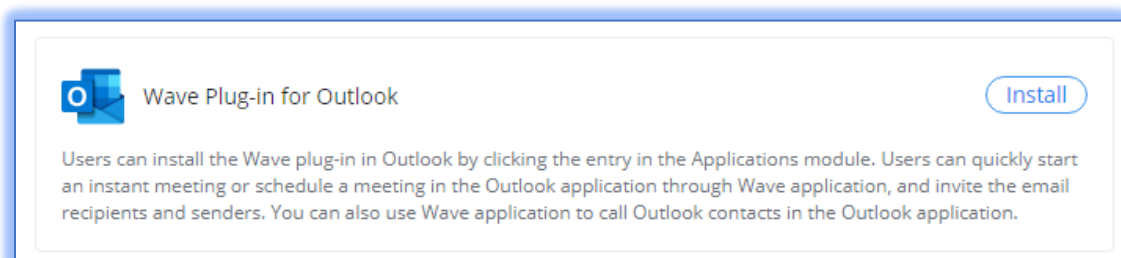 O
Wave Plug-in for Outlook
Install
Users can install the Wave plug-in in Outlook by clicking the entry in the Applications module. Users can quickly start
an instant meeting or schedule a meeting in the Outlook application through Wave application, and invite the email
recipients and senders. You can also use Wave application to call Outlook contacts in the Outlook application.